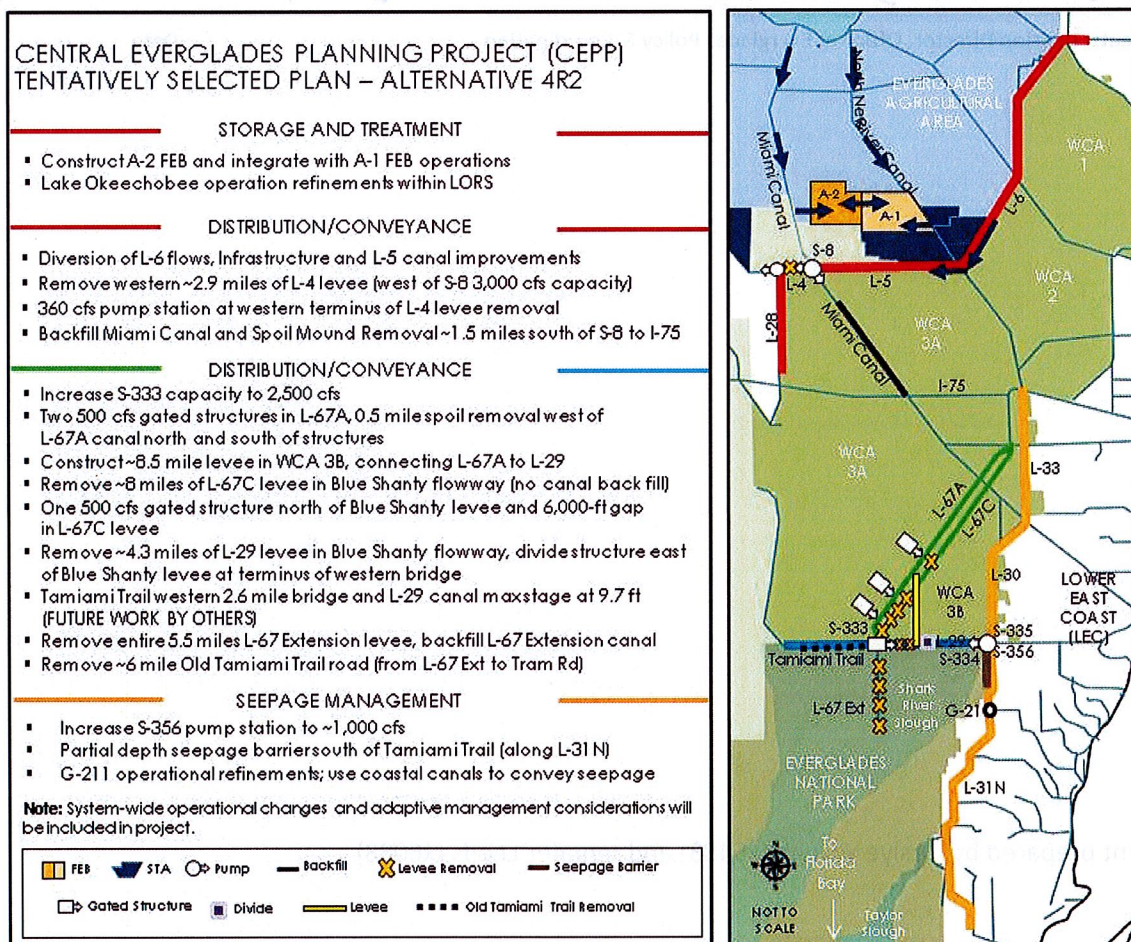 CENTRAL EVERGLADES PLANNING PROJECT (CEPP)
TENTATIVELY SELECTED PLAN – ALTERNATIVE 4R2
STORAGE AND TREATMENT
▪ Construct A-2 FEB and integrate with A-1 FEB operations
▪ Lake Okeechobee operation refinements within LORS
DISTRIBUTION/CONVEYANCE
▪ Diversion of L-6 flows, Infrastructure and L-5 canal improvements
▪ Remove western ~2.9 miles of L-4 levee (west of S-8 3,000 cfs capacity)
▪ 360 cfs pump station at western terminus of L-4 levee removal
▪ Backfill Miami Canal and Spoil Mound Removal ~1.5 miles south of S-8 to I-75
DISTRIBUTION/CONVEYANCE
▪ Increase S-333 capacity to 2,500 cfs
▪ Two 500 cfs gated structures in L-67A, 0.5 mile spoil removal west of
L-67A canal north and south of structures
▪ Construct ~8.5 mile levee in WCA 3B, connecting L-67A to L-29
▪ Remove ~8 miles of L-67C levee in Blue Shanty flowway (no canal back fill)
▪ One 500 cfs gated structure north of Blue Shanty levee and 6,000-ft gap
in L-67C levee
▪ Remove ~4.3 miles of L-29 levee in Blue Shanty flowway, divide structure east
of Blue Shanty levee at terminus of western bridge
▪ Tamiami Trail western 2.6 mile bridge and L-29 canal max stage at 9.7 ft
(FUTURE WORK BY OTHERS)
▪ Remove entire 5.5 miles L-67 Extension levee, backfill L-67 Extension canal
▪ Remove ~6 mile Old Tamiami Trail road (from L-67 Ext to Tram Rd)
SEEPAGE MANAGEMENT
▪ Increase S-356 pump station to ~1,000 cfs
▪ Partial depth seepage barrier south of Tamiami Trail (along L-31N)
▪ G-211 operational refinements; use coastal canals to convey seepage
Note: System-wide operational changes and adaptive management considerations will
be included in project.
FEB STA Pump Backfill Levee Removal Seepage Barrier
Gated Structure Divide Levee Old Tamiami Trail Removal
EVERGLADES
AGRICULTURAL
AREA
Miami Canal
River Canal
WCA
1
A-2
A-1
L-6
S-8
L-4
L-5
L-28
WCA
2
WCA
3A
Miami Canal
I-75
WCA
3A
L-33
L-67A
L-67C
L-30
WCA
3B
LOWER
EAST
COAST
(LEC)
S-333
L-29
S-335
S-356
S-334
Tamiami Trail
L-67 Ext
Shark
River
Slough
G-21
EVERGLADES
NATIONAL
PARK
L-31N
To
Florida
Bay
NOT TO
SCALE
Taylor
Slough